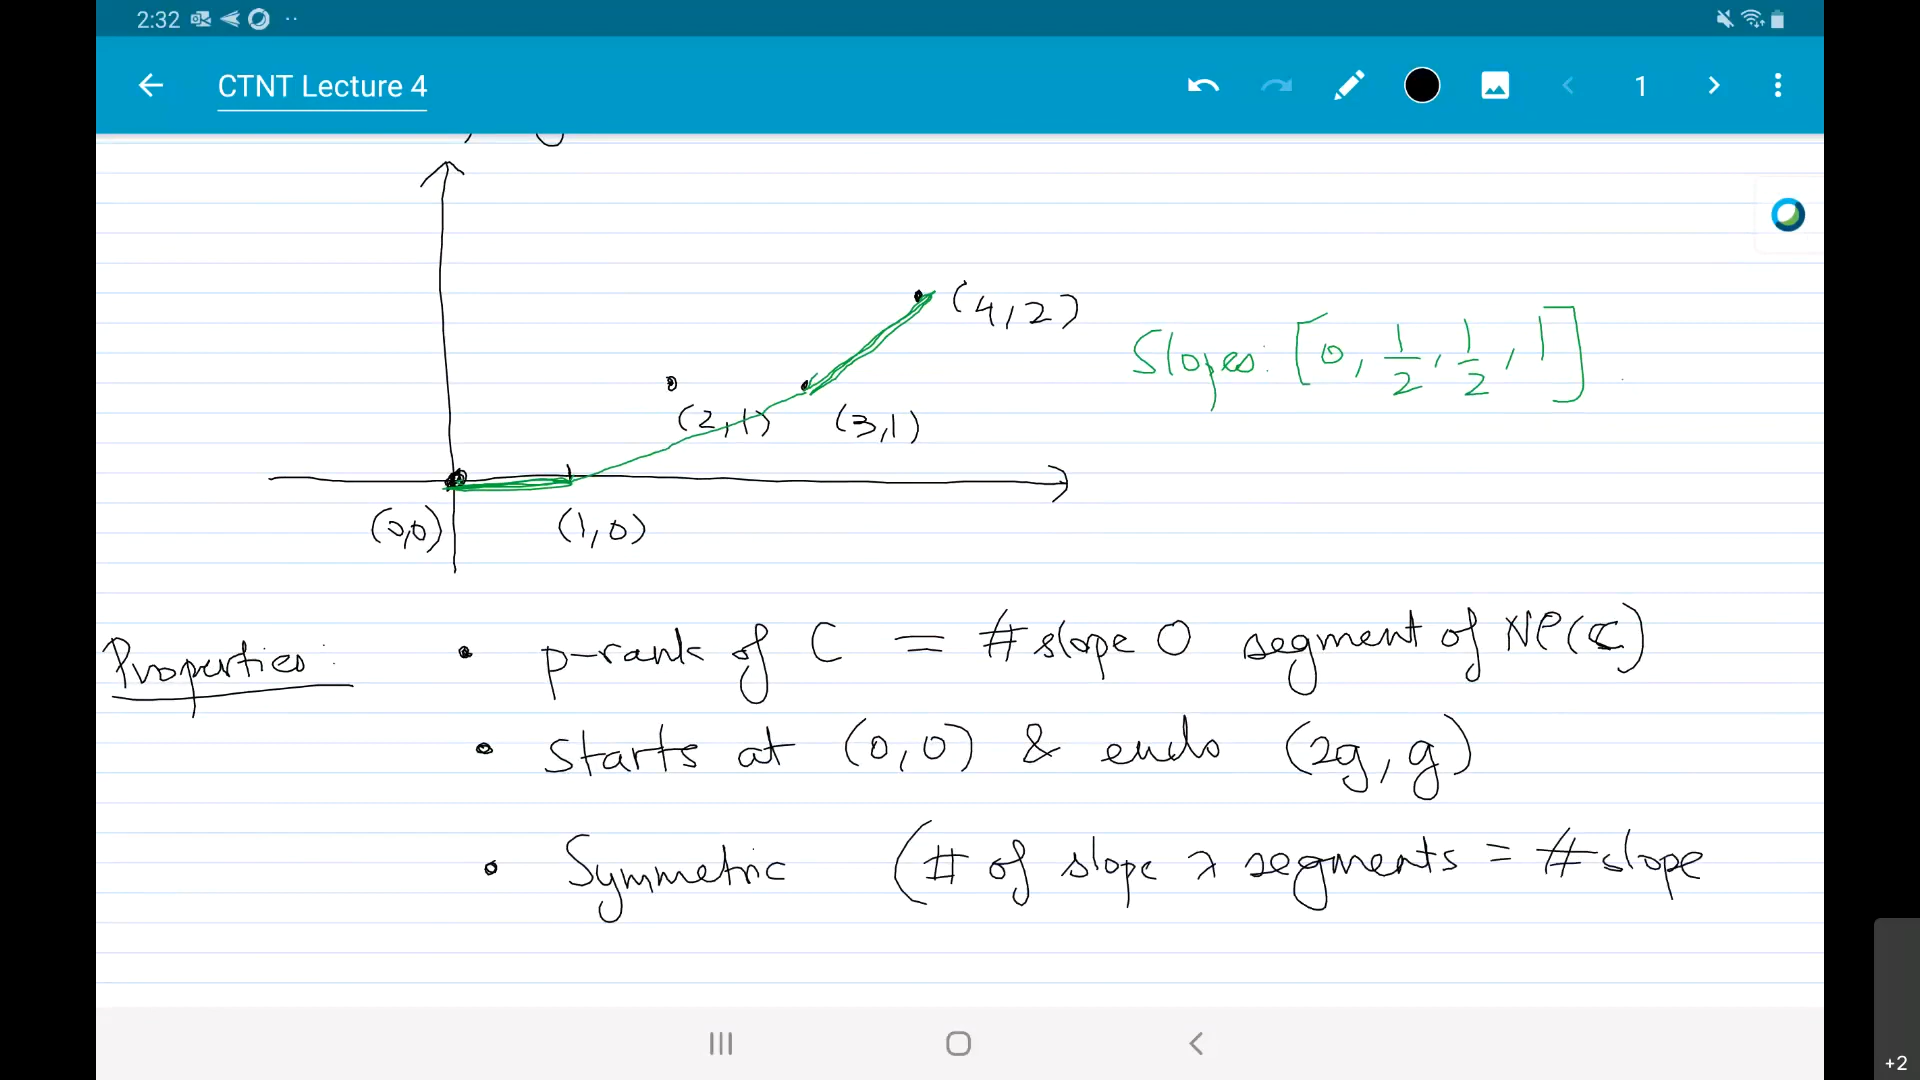 2:32
CTNT Lecture 4
1
(4,2)
Slopes: [0, 1/2, 1/2, 1]
(2,1)
(3,1)
(0,0)
(1,0)
Properties:
• p-rank of C = # slope 0 segment of NP(C)
• starts at (0,0) & ends (2g, g)
• Symmetric (# of slope λ segments = # slope
+2